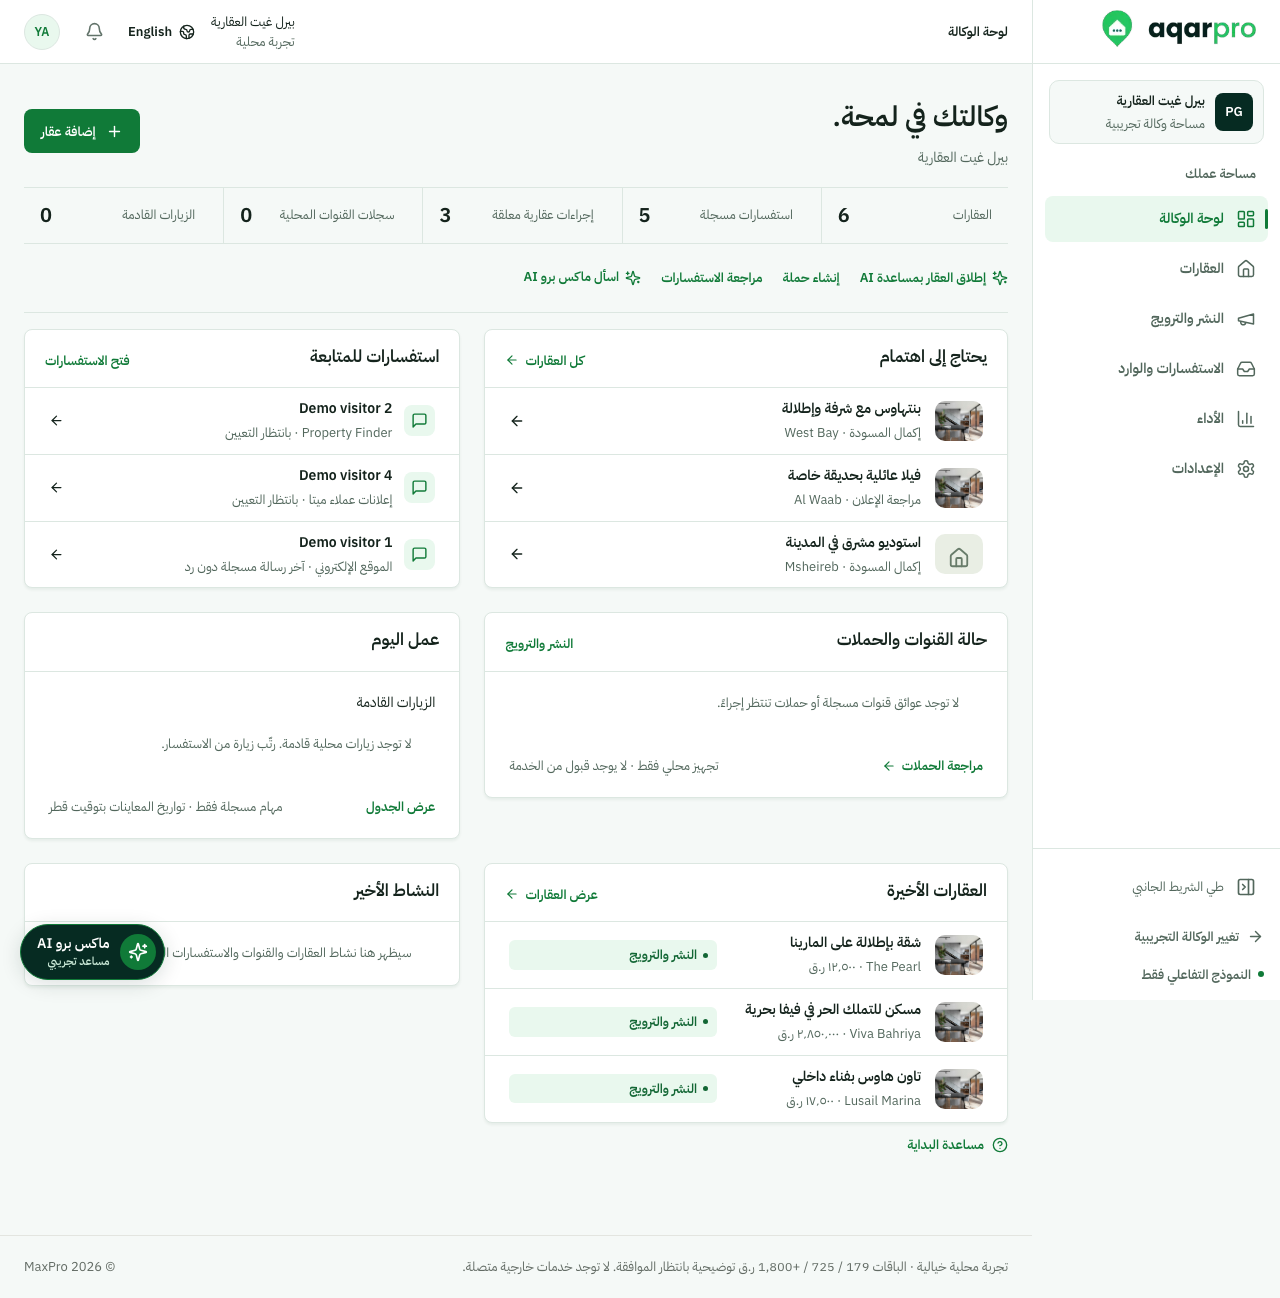 aqarpro
لوحة الوكالة
بيرل غيت العقارية
تجربة محلية
English
YA
PG
بيرل غيت العقارية
مساحة وكالة تجريبية
مساحة عملك
لوحة الوكالة
العقارات
النشر والترويج
الاستفسارات والوارد
الأداء
الإعدادات
طي الشريط الجانبي
تغيير الوكالة التجريبية
النموذج التفاعلي فقط
وكالتك في لمحة.
بيرل غيت العقارية
إضافة عقار
العقارات 6
استفسارات مسجلة 5
إجراءات عقارية معلقة 3
سجلات القنوات المحلية 0
الزيارات القادمة 0
إطلاق العقار بمساعدة AI
إنشاء حملة
مراجعة الاستفسارات
اسأل ماكس برو AI
يحتاج إلى اهتمام
كل العقارات
بنتهاوس مع شرفة وإطلالة
إكمال المسودة · West Bay
فيلا عائلية بحديقة خاصة
مراجعة الإعلان · Al Waab
استوديو مشرق في المدينة
إكمال المسودة · Msheireb
استفسارات للمتابعة
فتح الاستفسارات
Demo visitor 2
Property Finder · بانتظار التعيين
Demo visitor 4
إعلانات عملاء ميتا · بانتظار التعيين
Demo visitor 1
الموقع الإلكتروني · آخر رسالة مسجلة دون رد
حالة القنوات والحملات
النشر والترويج
لا توجد عوائق قنوات مسجلة أو حملات تنتظر إجراءً.
مراجعة الحملات
تجهيز محلي فقط · لا يوجد قبول من الخدمة
عمل اليوم
الزيارات القادمة
لا توجد زيارات محلية قادمة. رتّب زيارة من الاستفسار.
عرض الجدول
مهام مسجلة فقط · تواريخ المعاينات بتوقيت قطر
العقارات الأخيرة
عرض العقارات
شقة بإطلالة على المارينا
The Pearl · ١٢,٥٠٠ ر.ق
النشر والترويج
مسكن للتملك الحر في فيفا بحرية
Viva Bahriya · ٢,٨٥٠,٠٠٠ ر.ق
النشر والترويج
تاون هاوس بفناء داخلي
Lusail Marina · ١٧,٥٠٠ ر.ق
النشر والترويج
النشاط الأخير
سيظهر هنا نشاط العقارات والقنوات والاستفسارات
ماكس برو AI
مساعد تجريبي
مساعدة البداية
تجربة محلية خيالية · الباقات 179 / 725 / +1,800 ر.ق توضيحية بانتظار الموافقة. لا توجد خدمات خارجية متصلة.
© 2026 MaxPro